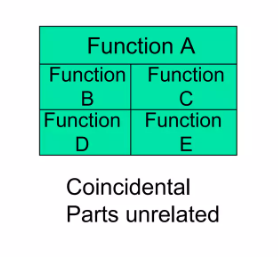 Function A
Function Function
B C
Function Function
D E
Coincidental
Parts unrelated